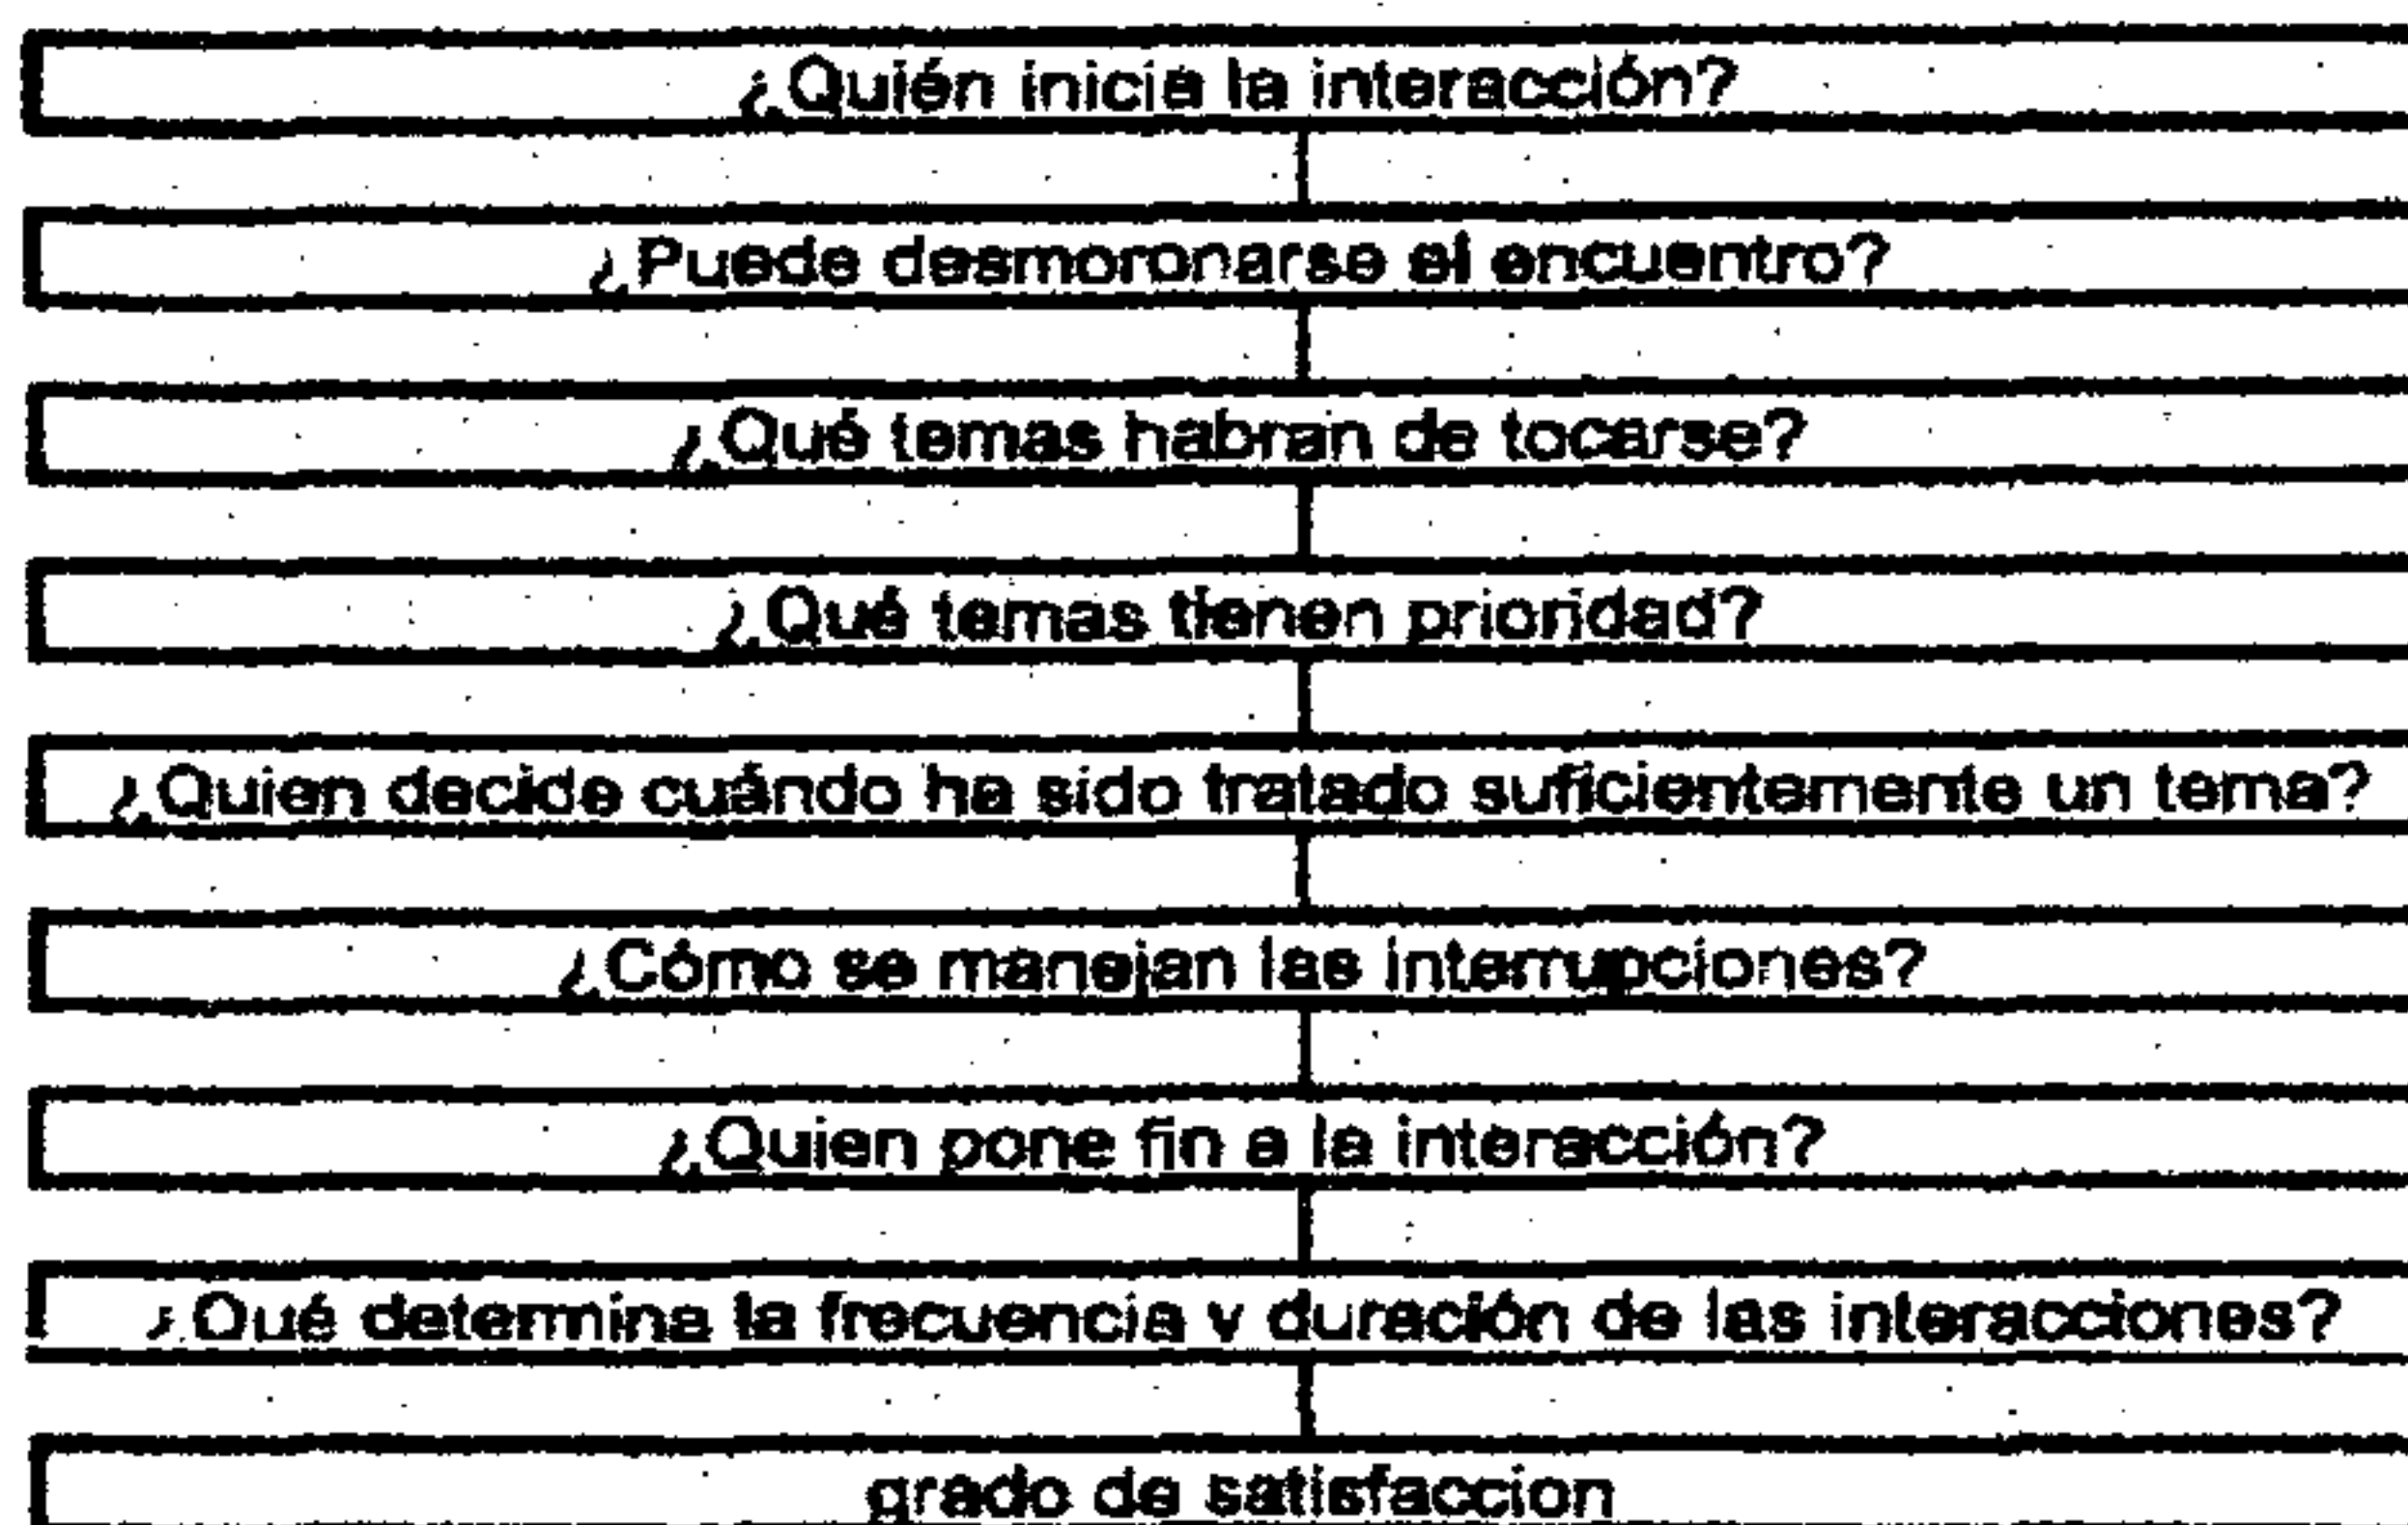 ¿Quién inicia la interacción?
¿Puede desmoronarse el encuentro?
¿Qué temas habran de tocarse?
¿Qué temas tienen prioridad?
¿Quien decide cuándo ha sido tratado suficientemente un tema?
¿Cómo se manejan las interrupciones?
¿Quien pone fin a la interacción?
¿Qué determina la frecuencia y duración de las interacciones?
grado de satisfaccion